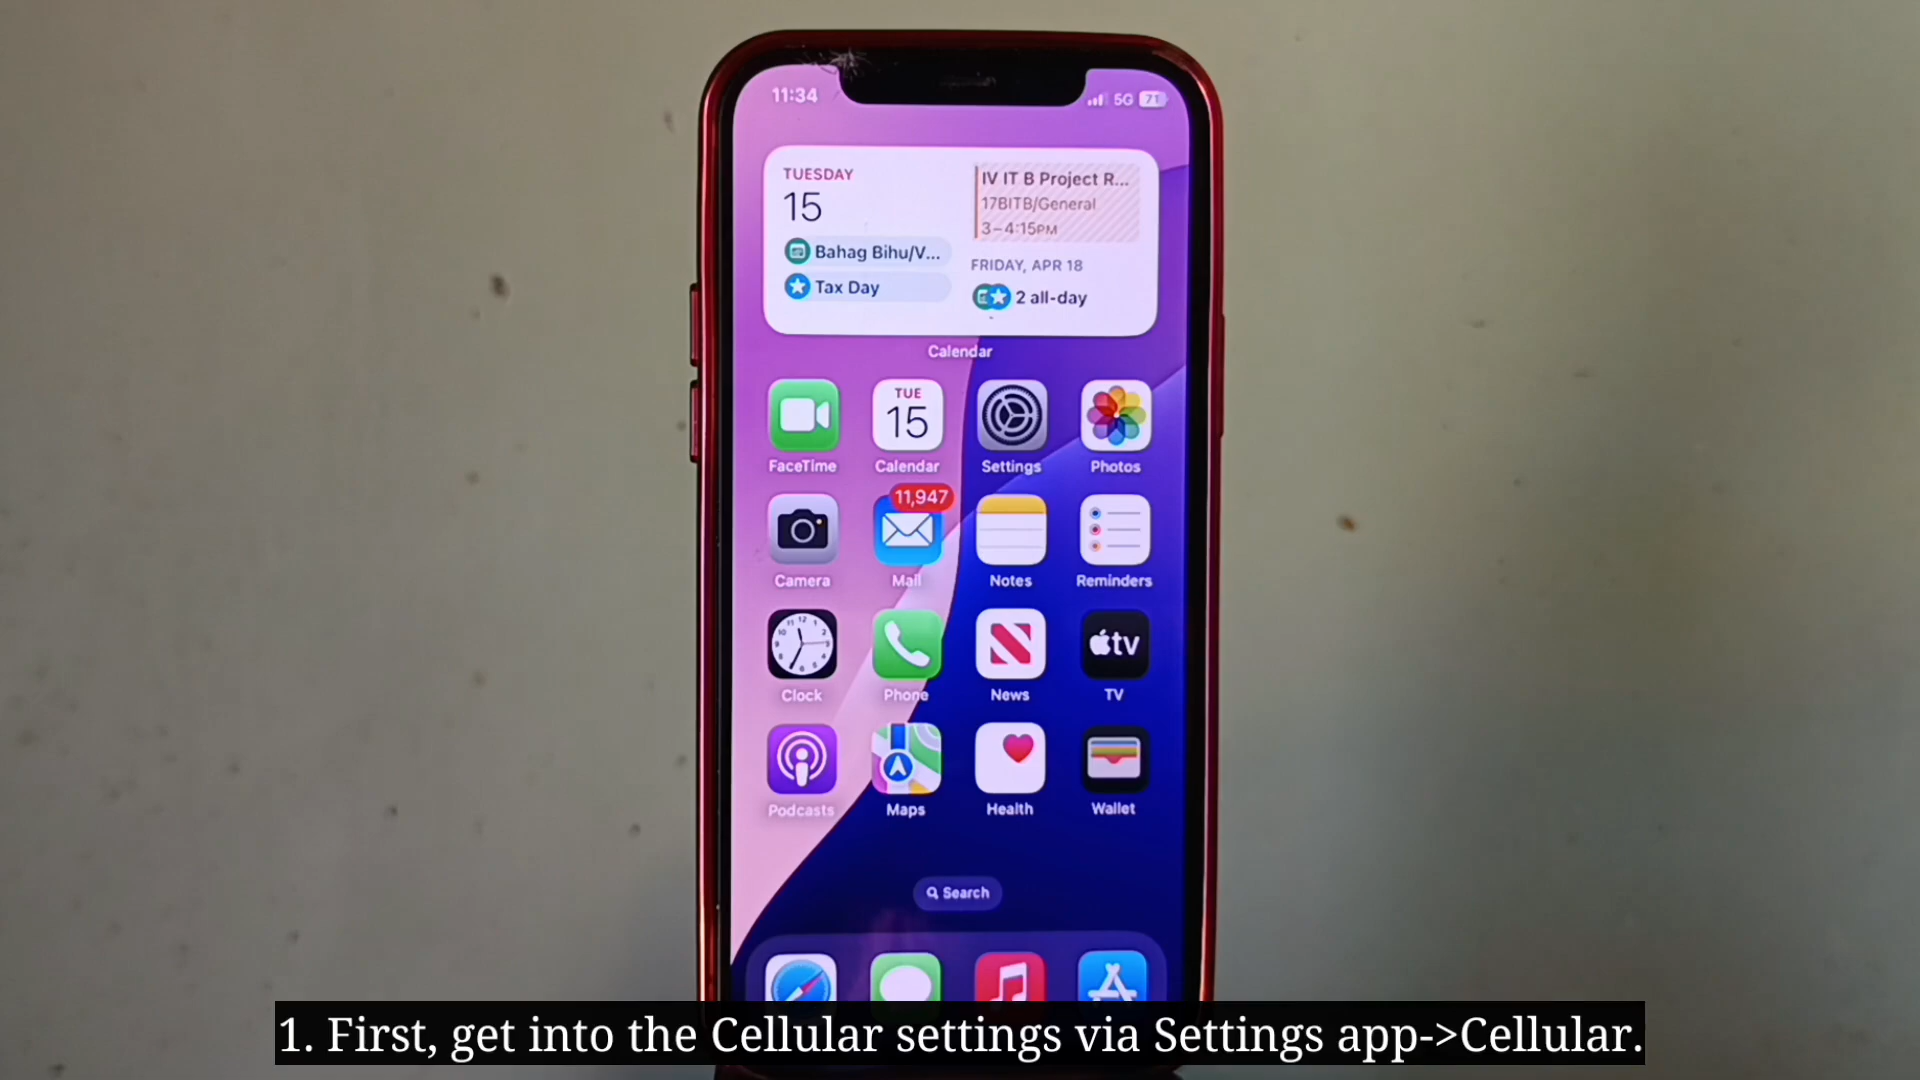 11:34
5G 71
TUESDAY
15
Bahag Bihu/V...
Tax Day
IV IT B Project R...
17BITB/General
3–4:15PM
FRIDAY, APR 18
2 all-day
Calendar
TUE
15
FaceTime Calendar Settings Photos
11,947
Camera Mail Notes Reminders
tv
Clock Phone News TV
Podcasts Maps Health Wallet
Search
1. First, get into the Cellular settings via Settings app->Cellular.